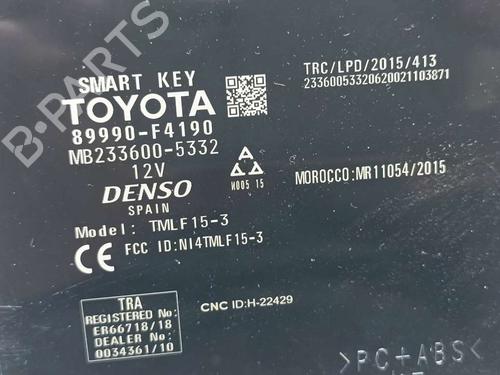 SMART KEY
TOYOTA
89990-F4190
MB233600-5332
12V
DENSO
SPAIN
Model: TMLF15-3
CE FCC ID:NI4TMLF15-3
TRA
REGISTERED No:
ER66718/18
DEALER No:
0034361/10
N005 15
TRC/LPD/2015/413
23360053320620021103871
MOROCCO:MR11054/2015
CNC ID:H-22429
>PC+ABS<
B-PARTS